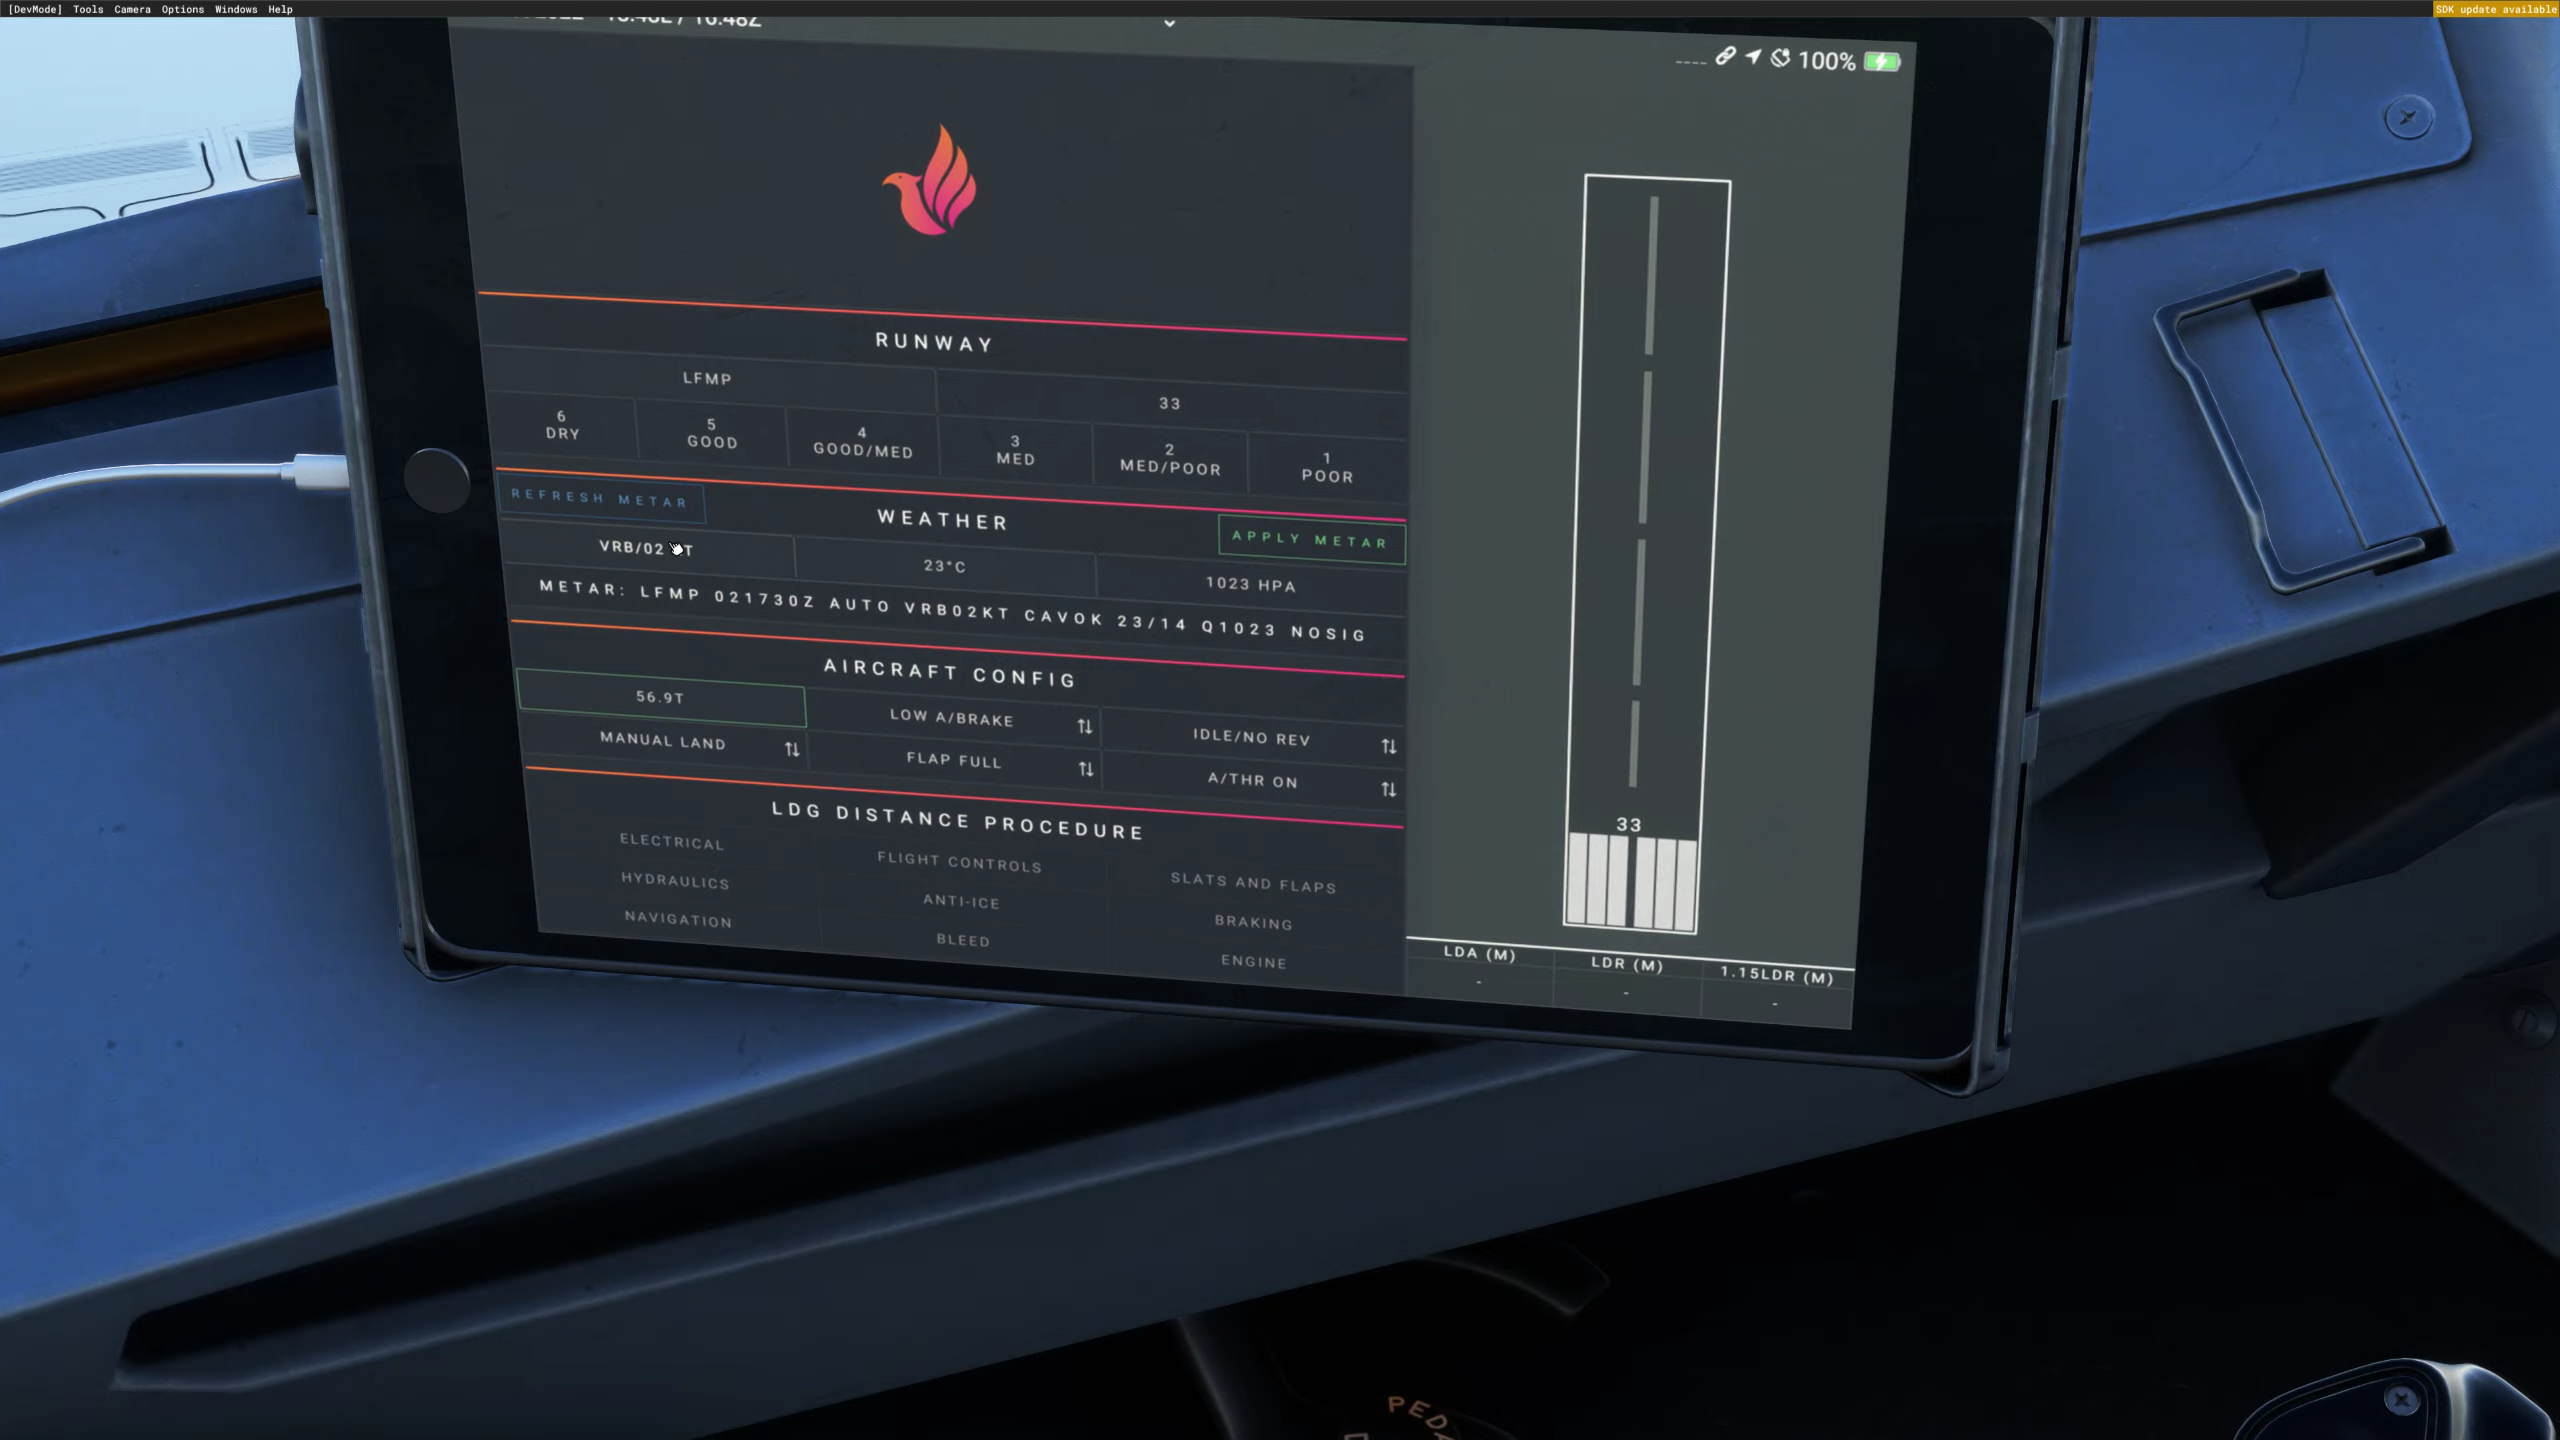 [DevMode] Tools Camera Options Windows Help
SDK update available
16.48Z
100%
RUNWAY
LFMP
33
6
DRY
5
GOOD
4
GOOD/MED
3
MED
2
MED/POOR
1
POOR
REFRESH METAR
WEATHER
APPLY METAR
VRB/02
23°C
1023 HPA
METAR: LFMP 021730Z AUTO VRB02KT CAVOK 23/14 Q1023 NOSIG
AIRCRAFT CONFIG
56.9T
LOW A/BRAKE
IDLE/NO REV
MANUAL LAND
FLAP FULL
A/THR ON
LDG DISTANCE PROCEDURE
ELECTRICAL
FLIGHT CONTROLS
SLATS AND FLAPS
HYDRAULICS
ANTI-ICE
BRAKING
NAVIGATION
BLEED
ENGINE
33
LDA (M)
LDR (M)
1.15LDR (M)
-
-
-